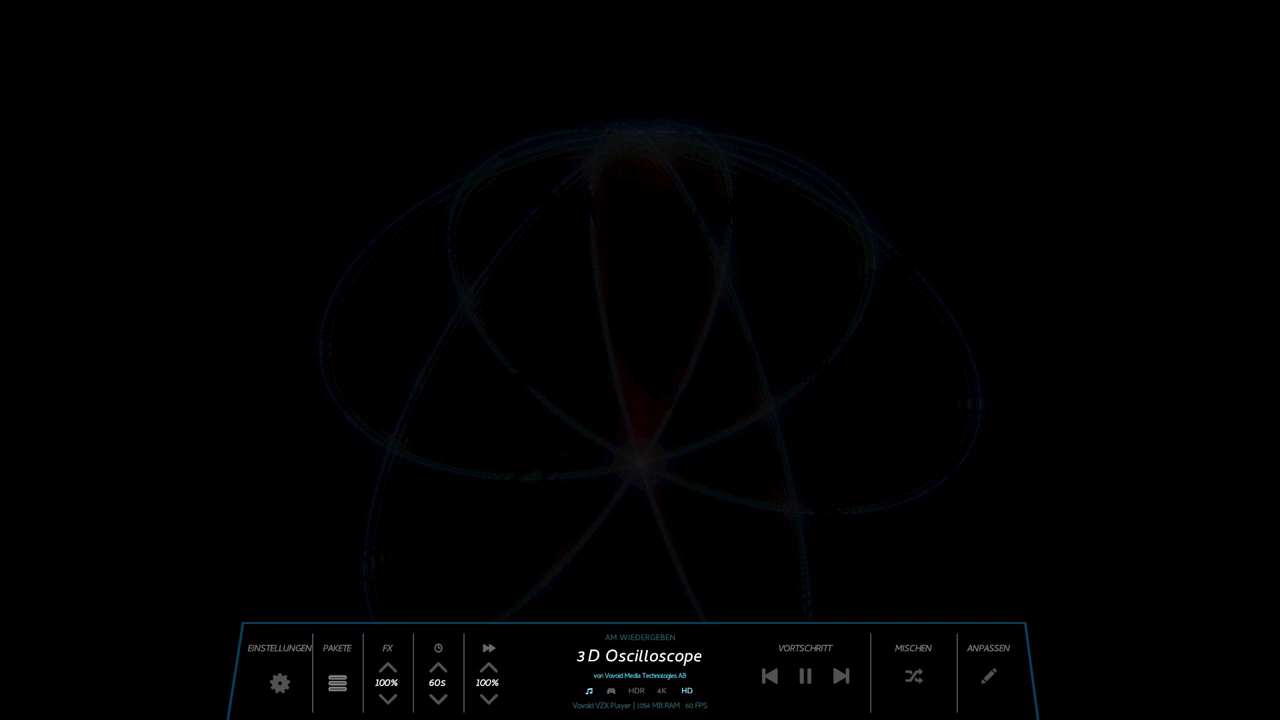 EINSTELLUNGEN
PAKETE
FX
100%
60s
100%
AM WIEDERGEBEN
3D Oscilloscope
von Vovoid Media Technologies AB
HDR 4K HD
Vovoid VZX Player | 1054 MB RAM 60 FPS
VORTSCHRITT
MISCHEN
ANPASSEN